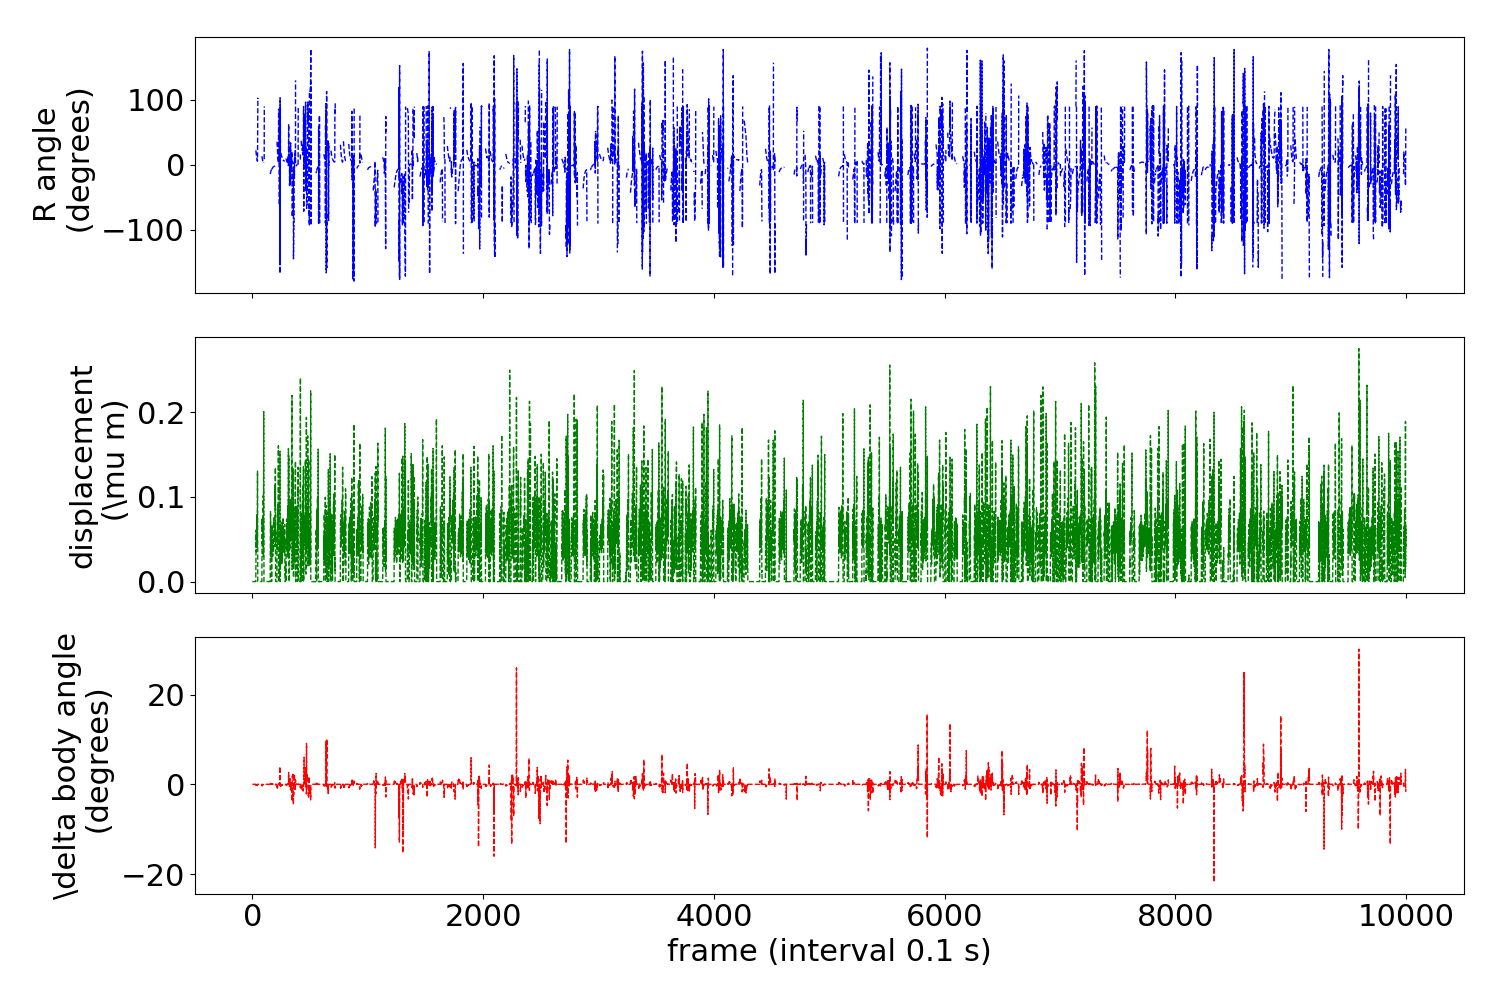 R angle
(degrees)
100
0
−100
displacement
(\mu m)
0.2
0.1
0.0
\delta body angle
(degrees)
20
0
−20
0 2000 4000 6000 8000 10000
frame (interval 0.1 s)